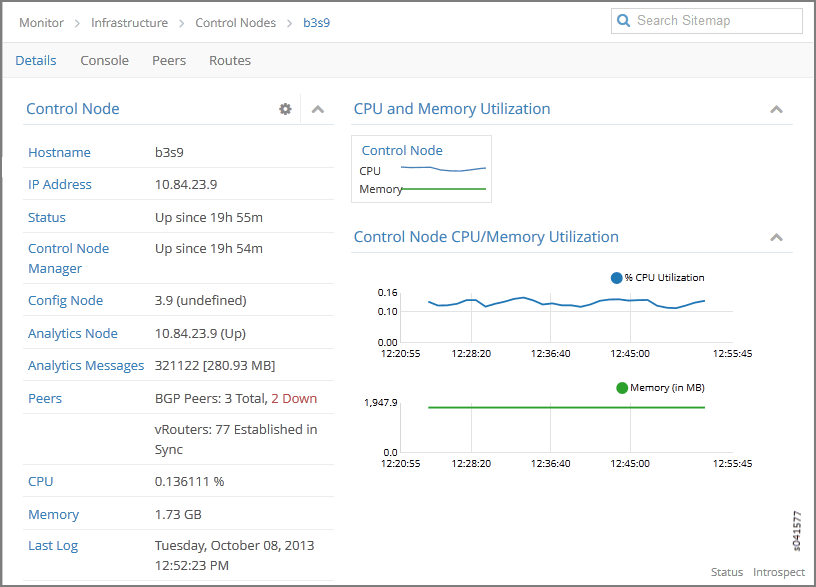 Monitor > Infrastructure > Control Nodes > b3s9
Search Sitemap
Details Console Peers Routes
Control Node
Hostname b3s9
IP Address 10.84.23.9
Status Up since 19h 55m
Control Node Up since 19h 54m
Manager
Config Node 3.9 (undefined)
Analytics Node 10.84.23.9 (Up)
Analytics Messages 321122 [280.93 MB]
Peers BGP Peers: 3 Total, 2 Down
vRouters: 77 Established in
Sync
CPU 0.136111 %
Memory 1.73 GB
Last Log Tuesday, October 08, 2013
12:52:23 PM
CPU and Memory Utilization
Control Node
CPU
Memory
Control Node CPU/Memory Utilization
% CPU Utilization
0.16
0.10
0.00
12:20:55 12:28:20 12:36:40 12:45:00 12:55:45
Memory (in MB)
1,947.9
0.0
12:20:55 12:28:20 12:36:40 12:45:00 12:55:45
s041577
Status Introspect